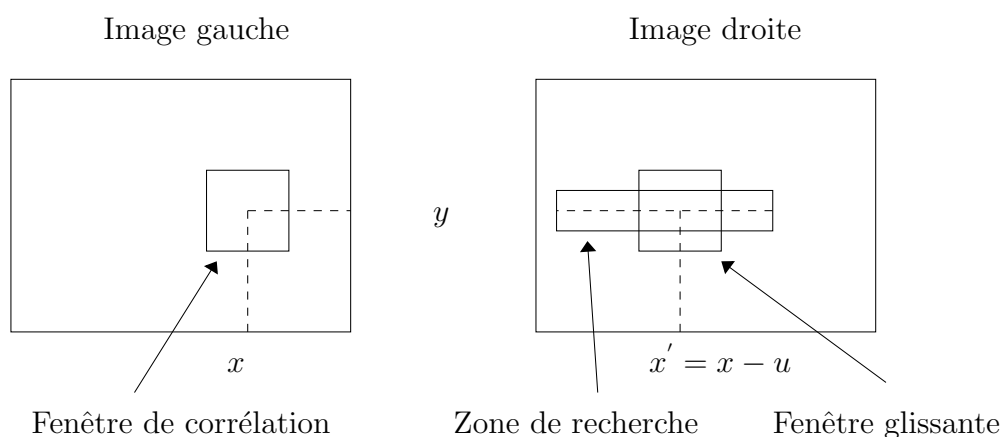 Image gauche
Image droite
y
x
x' = x − u
Fenêtre de corrélation
Zone de recherche
Fenêtre glissante